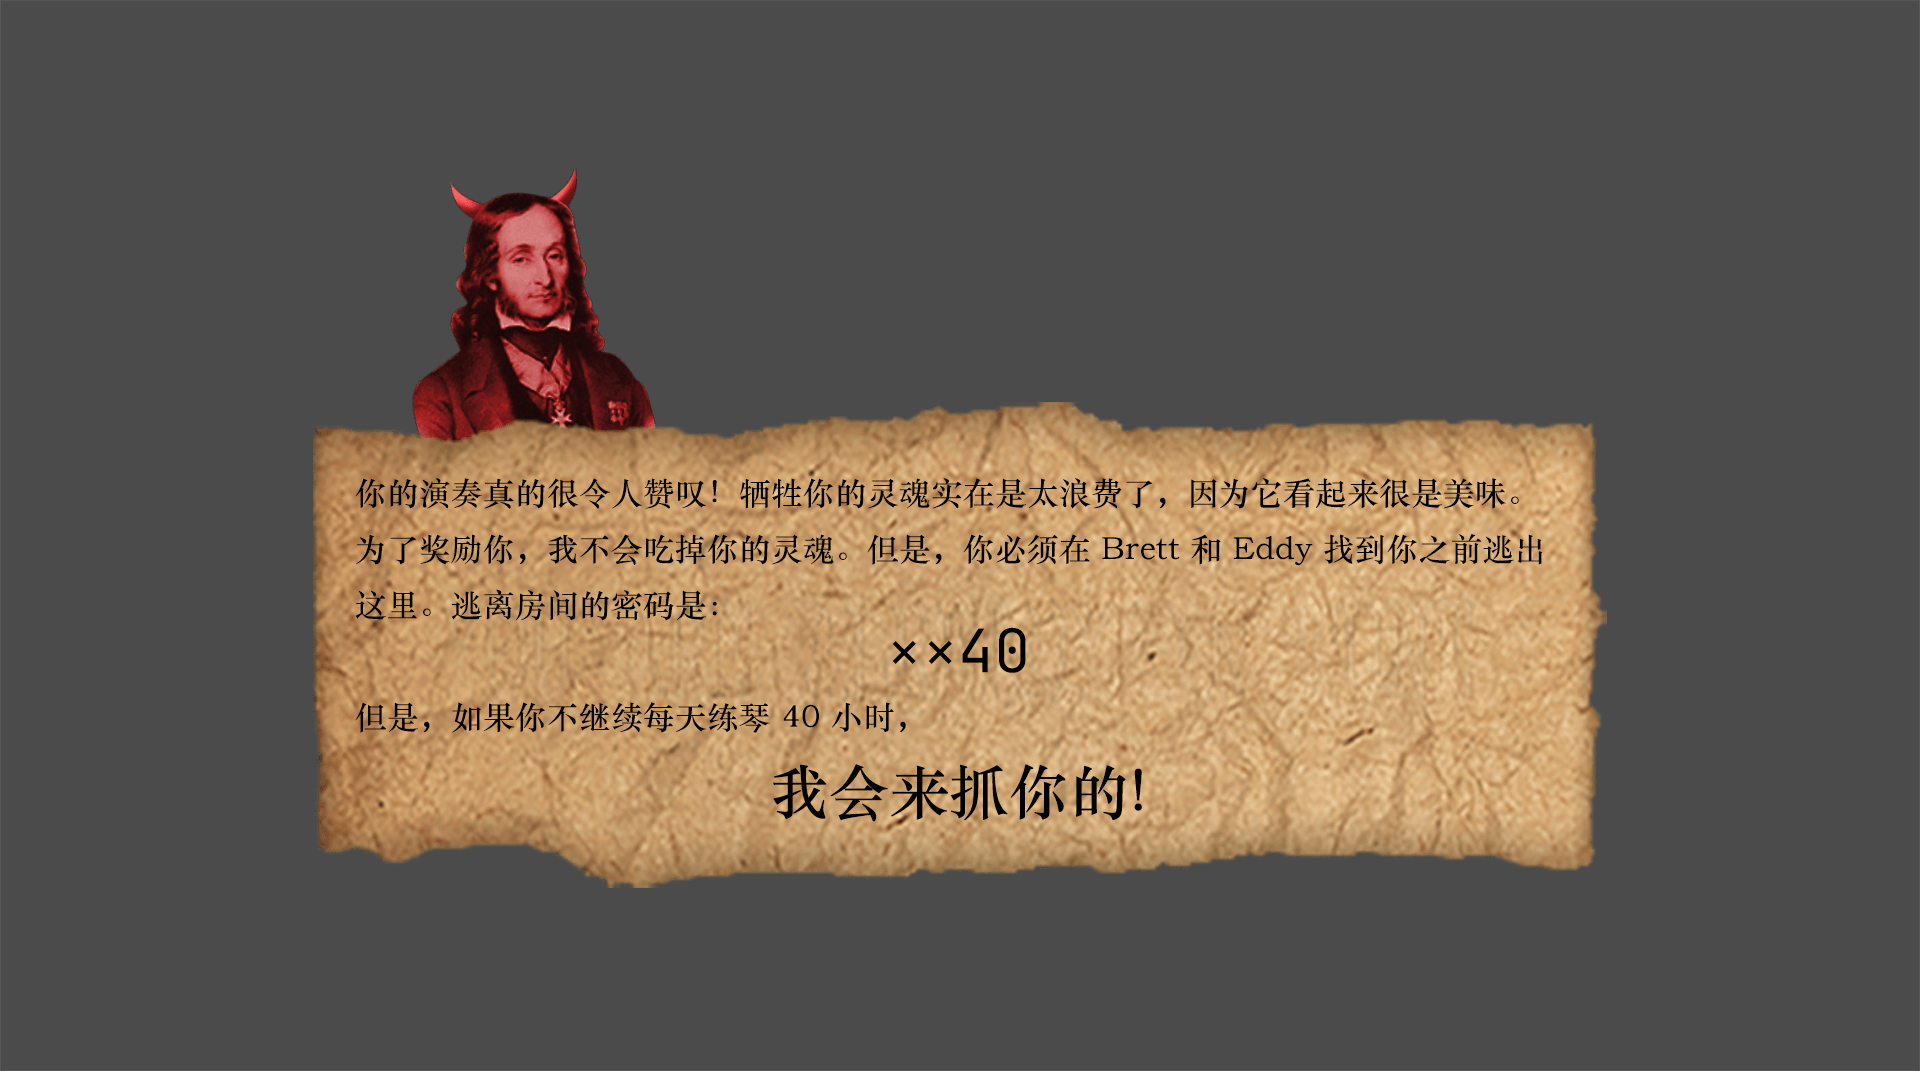 你的演奏真的很令人赞叹！牺牲你的灵魂实在是太浪费了，因为它看起来很是美味。
为了奖励你，我不会吃掉你的灵魂。但是，你必须在 Brett 和 Eddy 找到你之前逃出
这里。逃离房间的密码是：
××40
但是，如果你不继续每天练琴 40 小时，
我会来抓你的！